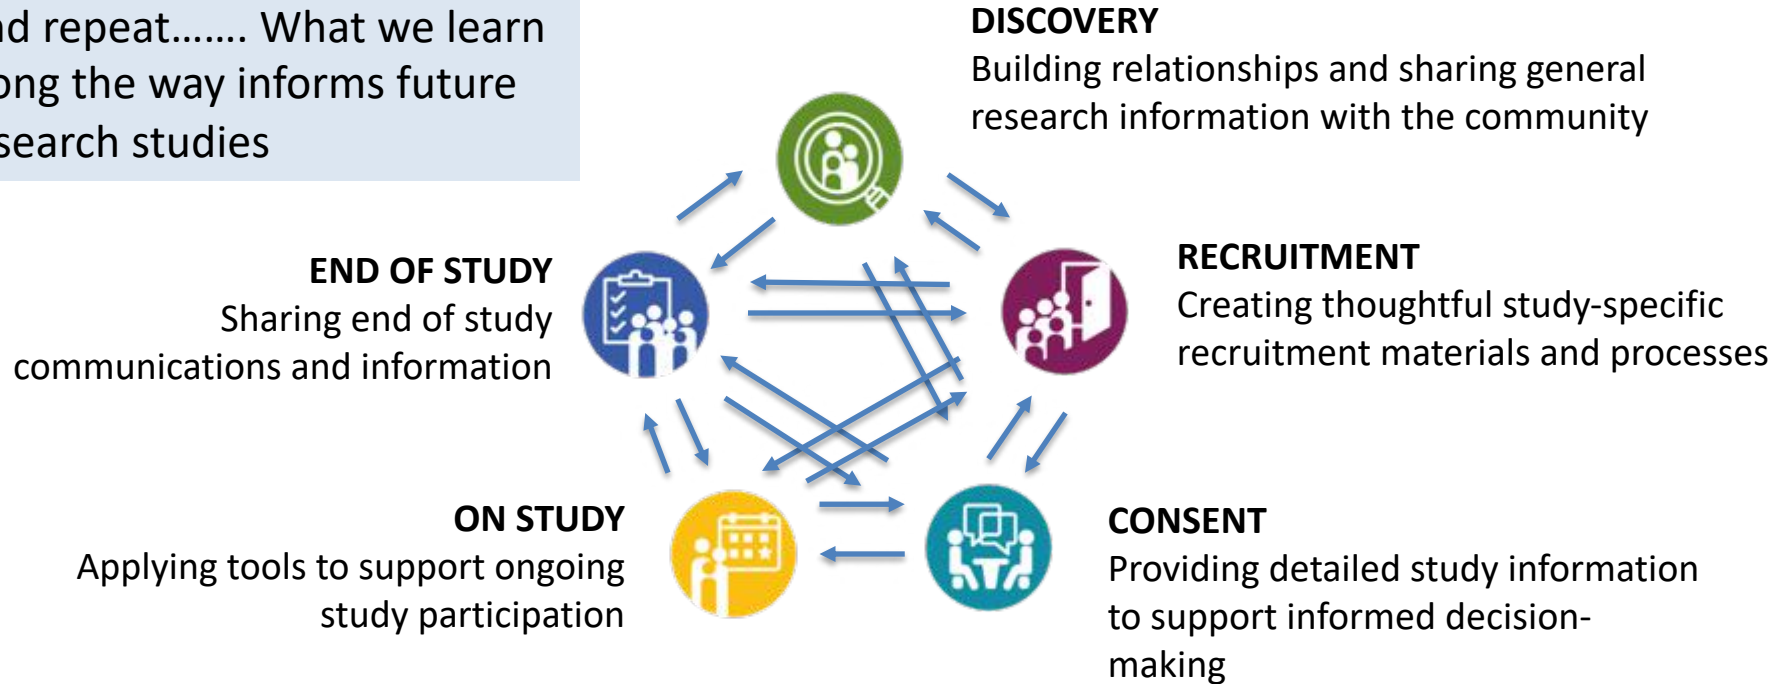 nd repeat....... What we learn
ong the way informs future
search studies
DISCOVERY
Building relationships and sharing general
research information with the community
END OF STUDY
Sharing end of study
communications and information
RECRUITMENT
Creating thoughtful study-specific
recruitment materials and processes
ON STUDY
Applying tools to support ongoing
study participation
CONSENT
Providing detailed study information
to support informed decision-
making